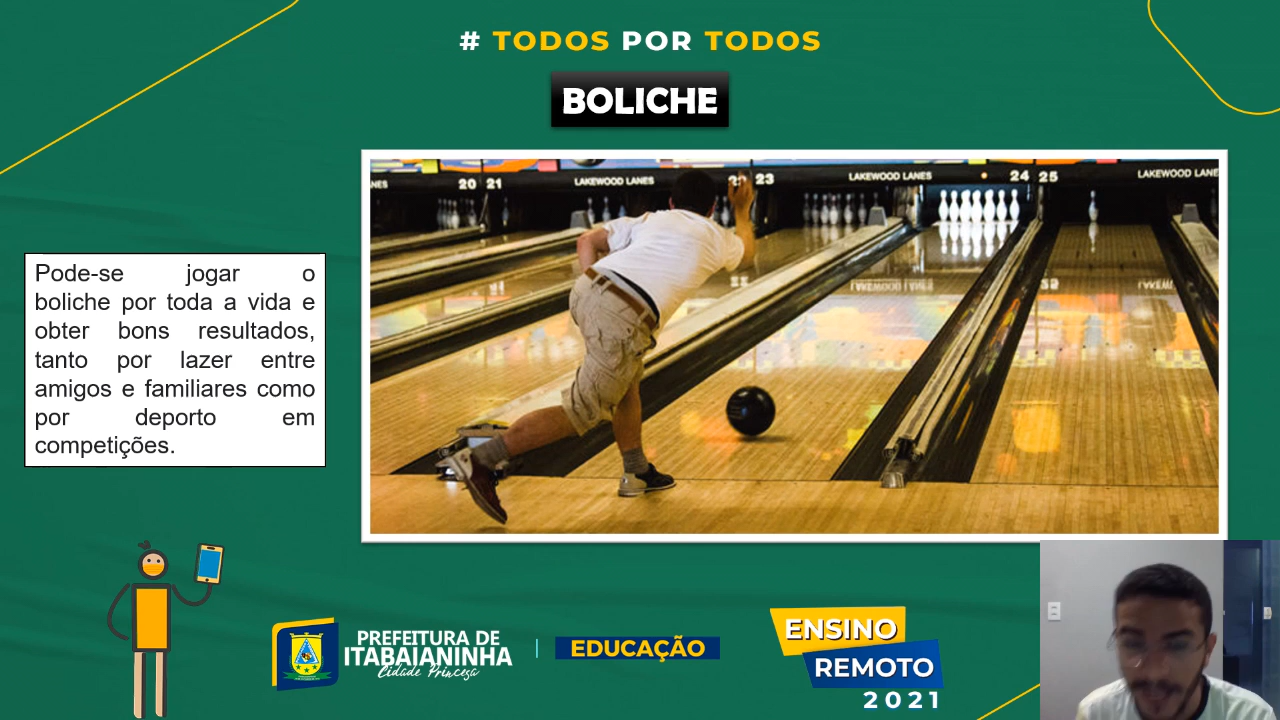 # TODOS POR TODOS
BOLICHE
NES
20 21
LAKEWOOD LANES
23
LAKEWOOD LANES
24 25
LAKEWOOD LANE
Pode-se jogar o
boliche por toda a vida e
obter bons resultados,
tanto por lazer entre
amigos e familiares como
por deporto em
competições.
PREFEITURA DE
ITABAIANINHA
Cidade Princesa
EDUCAÇÃO
ENSINO
REMOTO
2021